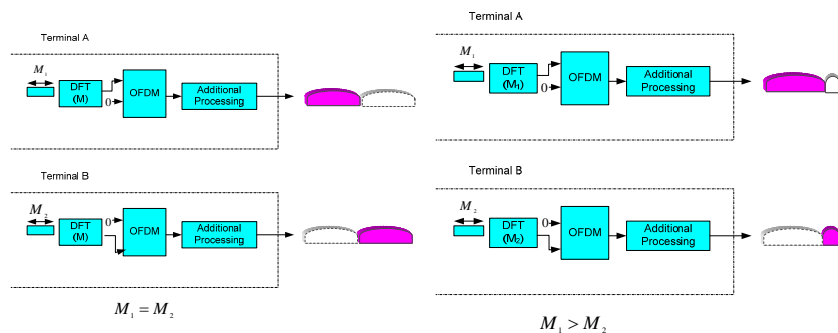 Terminal A
M₁
DFT
(M)
0
OFDM
Additional
Processing
Terminal B
M₂
DFT
(M)
0
OFDM
Additional
Processing
M₁ = M₂
Terminal A
M₁
DFT
(M₁)
0
OFDM
Additional
Processing
Terminal B
M₂
DFT
(M₂)
0
OFDM
Additional
Processing
M₁ > M₂